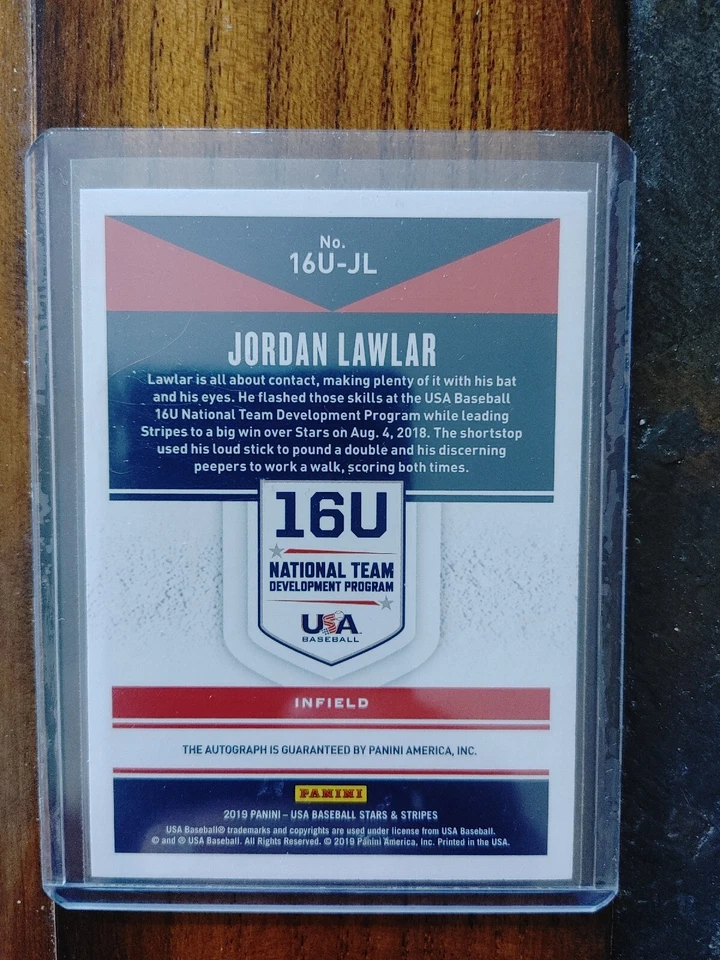 No.
16U-JL
JORDAN LAWLAR
Lawlar is all about contact, making plenty of it with his bat
and his eyes. He flashed those skills at the USA Baseball
16U National Team Development Program while leading
Stripes to a big win over Stars on Aug. 4, 2018. The shortstop
used his loud stick to pound a double and his discerning
peepers to work a walk, scoring both times.
16U
NATIONAL TEAM
DEVELOPMENT PROGRAM
USA
BASEBALL
INFIELD
THE AUTOGRAPH IS GUARANTEED BY PANINI AMERICA, INC.
PANINI
2019 PANINI – USA BASEBALL STARS & STRIPES
USA Baseball® trademarks and copyrights are used under license from USA Baseball.
© and ® USA Baseball. All Rights Reserved. © 2019 Panini America, Inc. Printed in the USA.